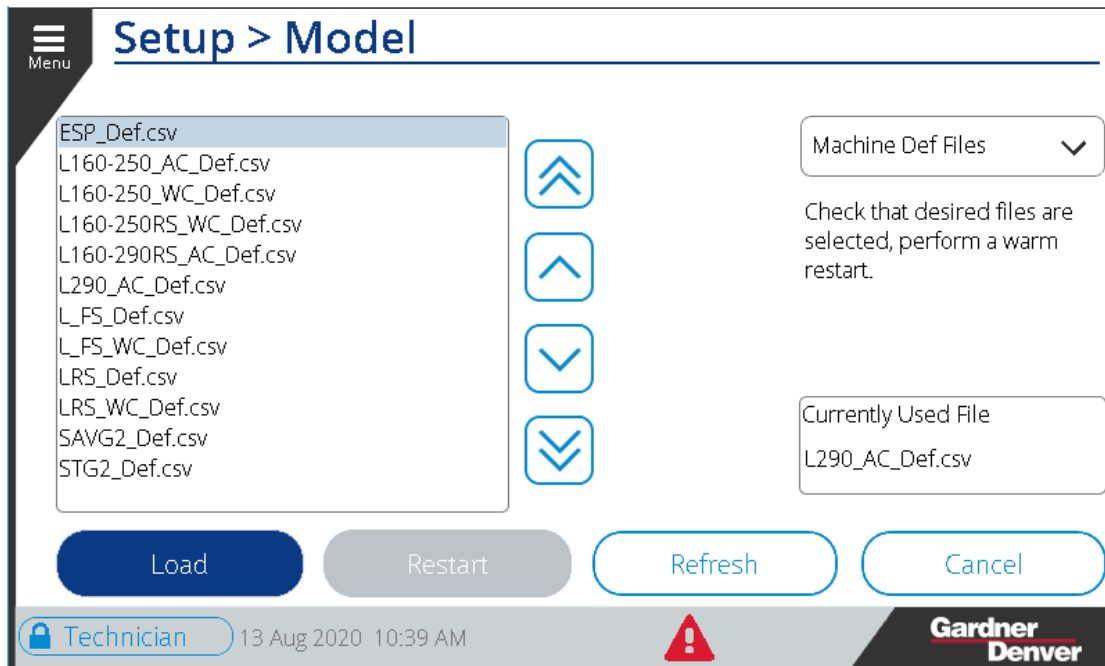 Menu
Setup > Model
ESP_Def.csv
L160-250_AC_Def.csv
L160-250_WC_Def.csv
L160-250RS_WC_Def.csv
L160-290RS_AC_Def.csv
L290_AC_Def.csv
L_FS_Def.csv
L_FS_WC_Def.csv
LRS_Def.csv
LRS_WC_Def.csv
SAVG2_Def.csv
STG2_Def.csv
Machine Def Files
Check that desired files are
selected, perform a warm
restart.
Currently Used File
L290_AC_Def.csv
Load
Restart
Refresh
Cancel
Technician
13 Aug 2020 10:39 AM
Gardner
Denver